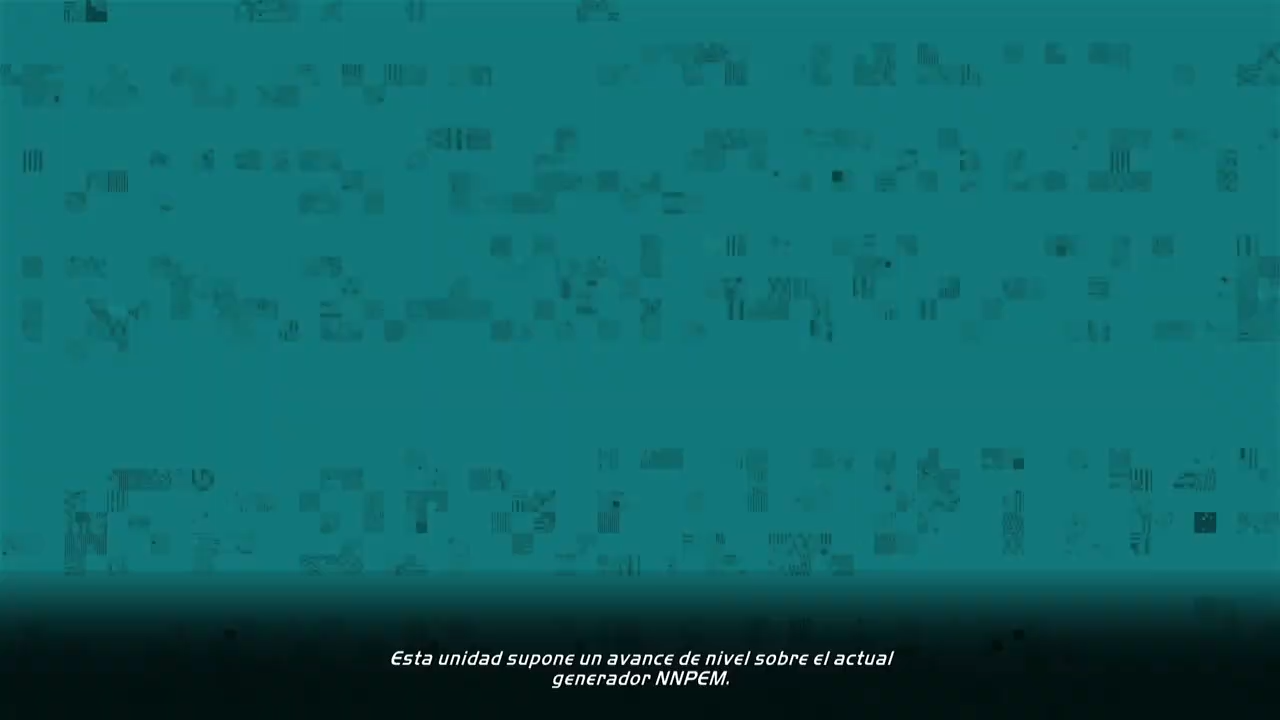 Esta unidad supone un avance de nivel sobre el actual
generador NNPEM.